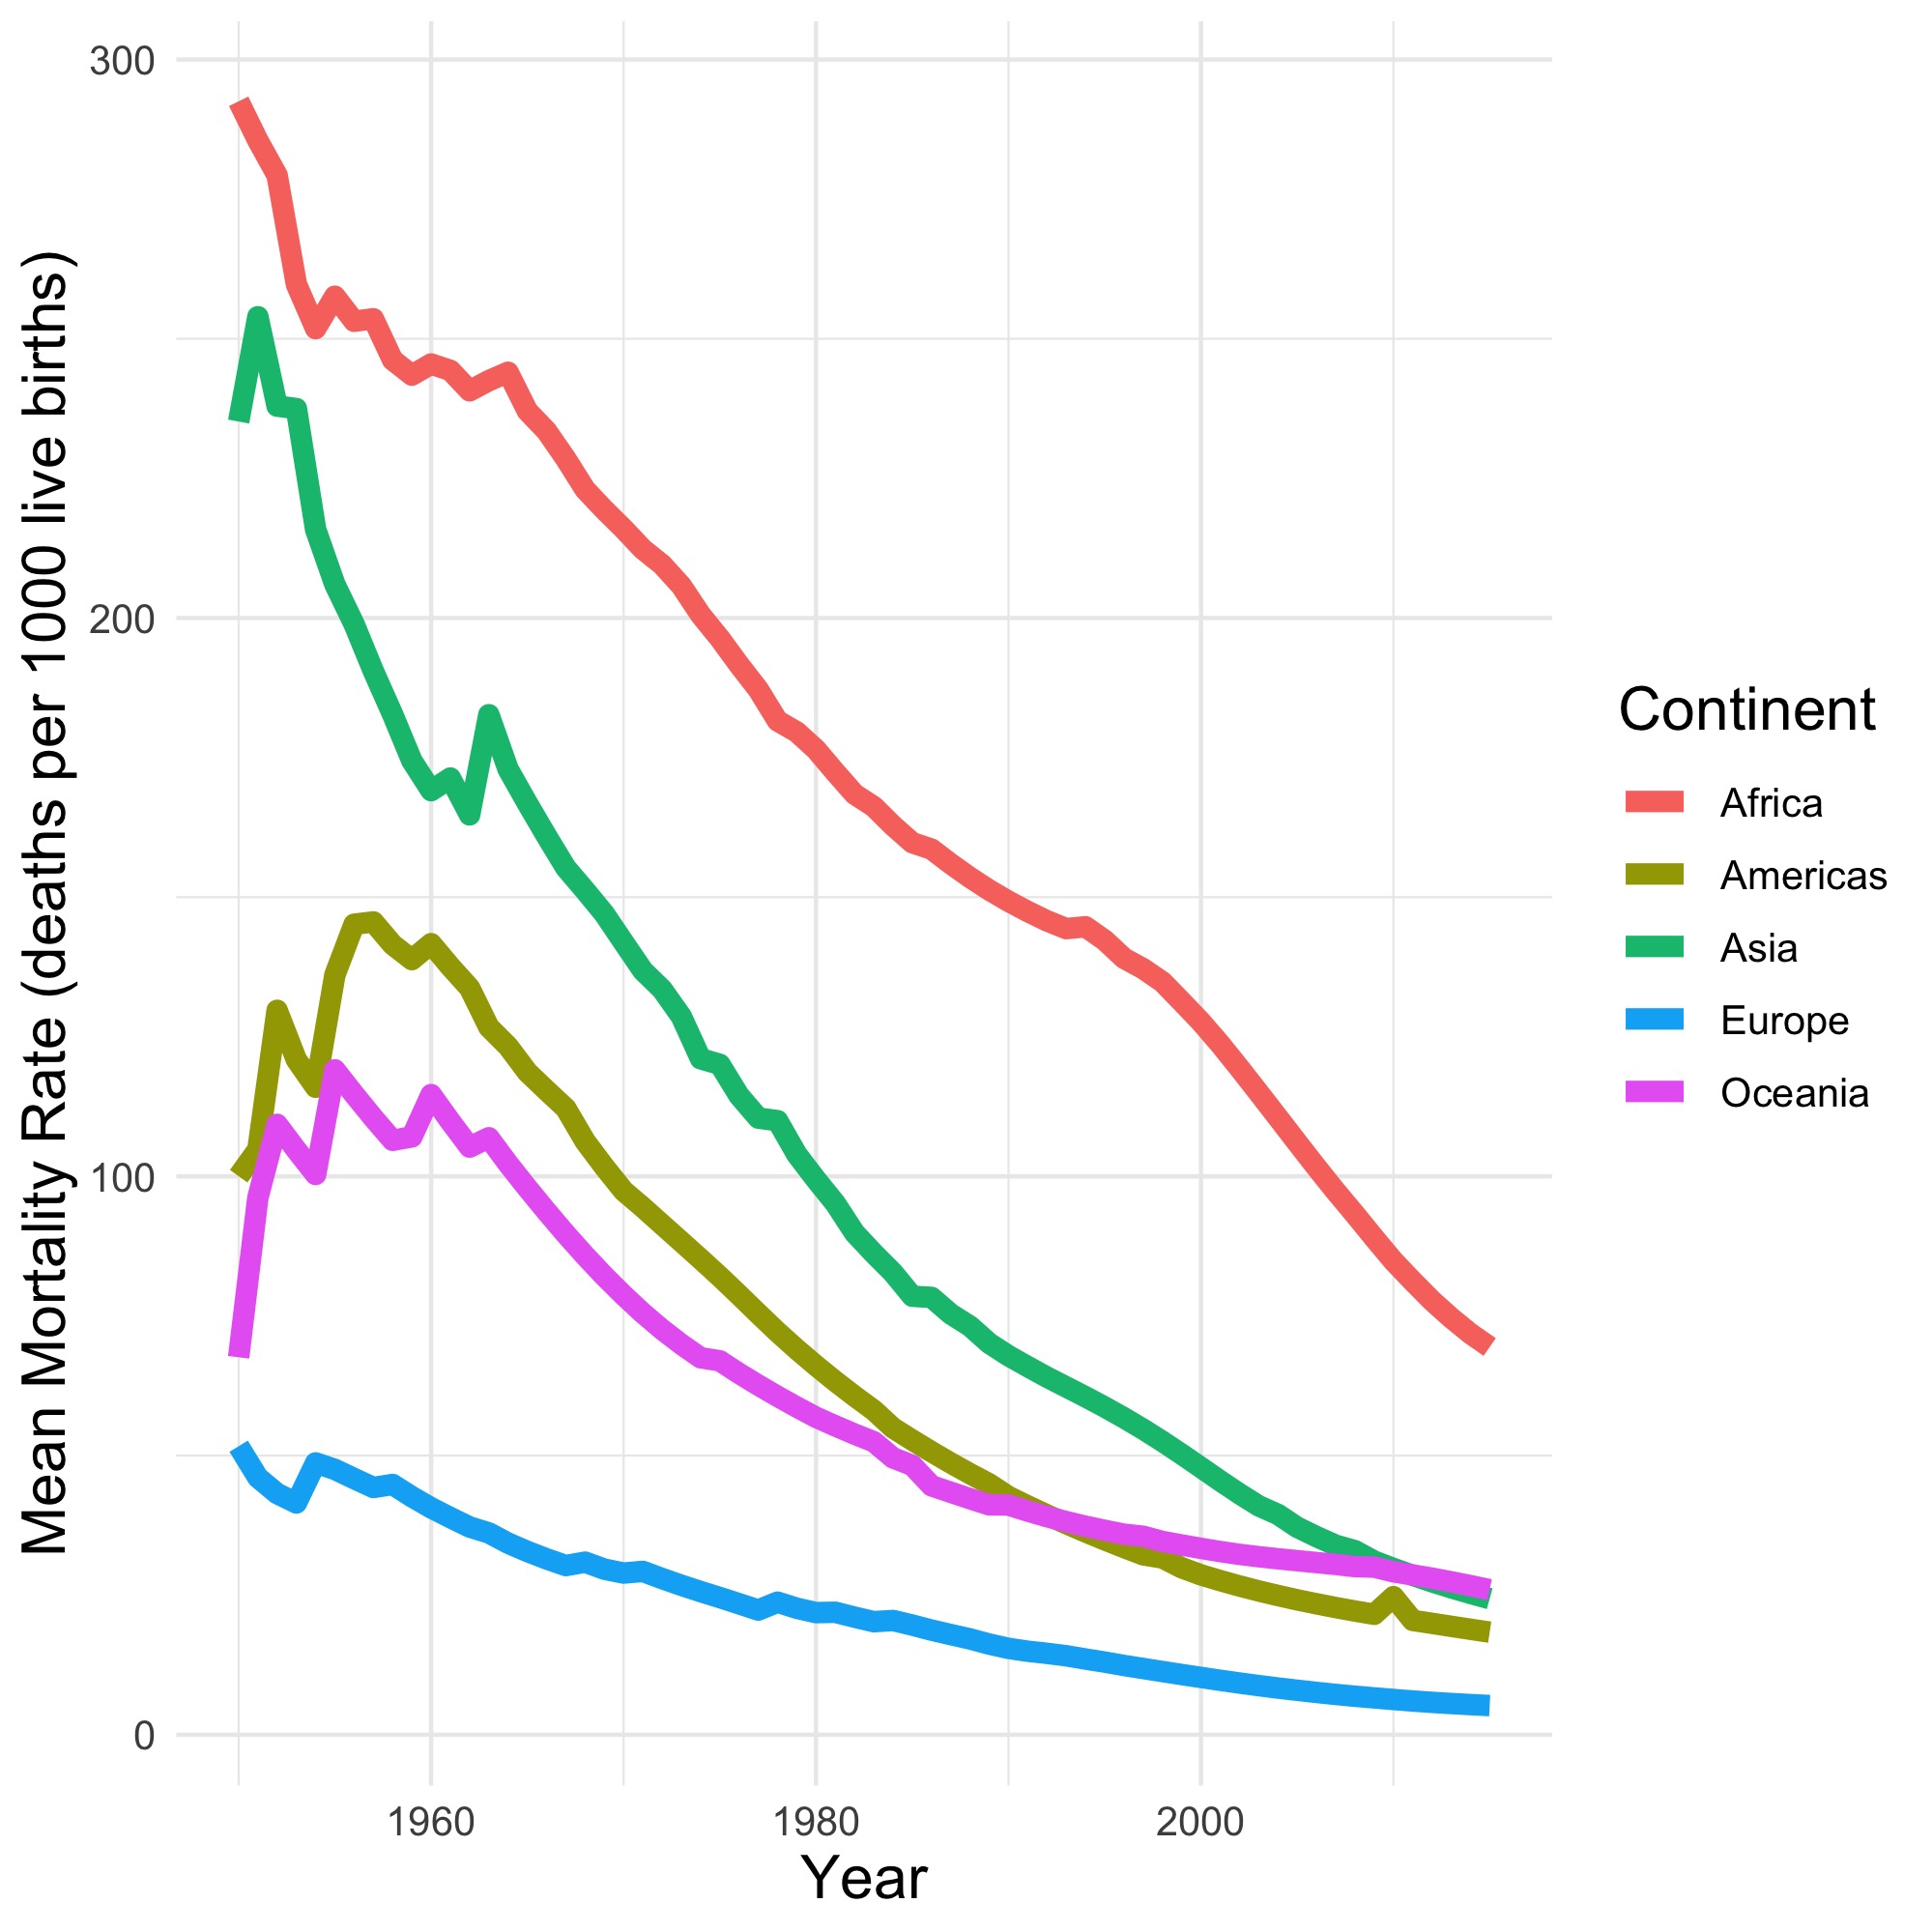 Mean Mortality Rate (deaths per 1000 live births)
300
200
100
0
1960
1980
2000
Year
Continent
Africa
Americas
Asia
Europe
Oceania